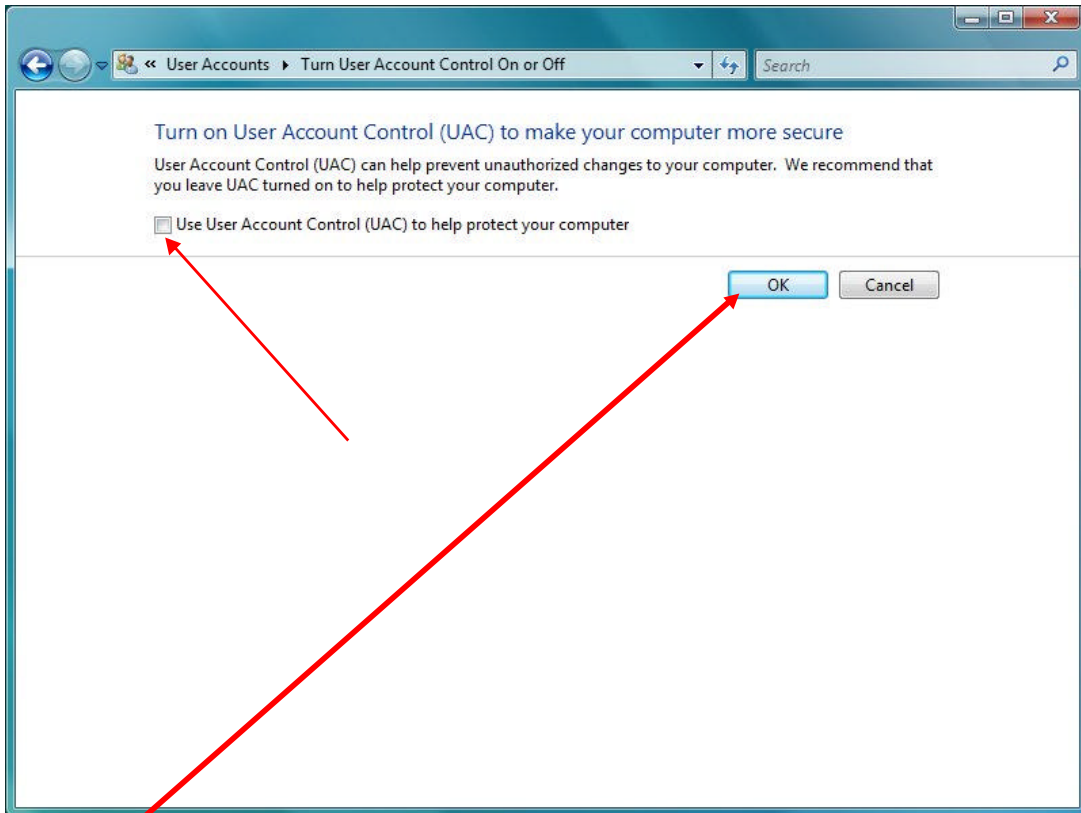 « User Accounts ▸ Turn User Account Control On or Off
Search
Turn on User Account Control (UAC) to make your computer more secure
User Account Control (UAC) can help prevent unauthorized changes to your computer.  We recommend that
you leave UAC turned on to help protect your computer.
Use User Account Control (UAC) to help protect your computer
OK
Cancel